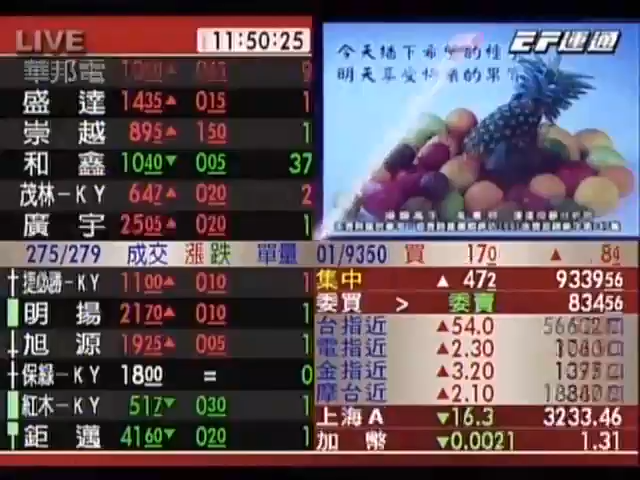 LIVE 11:50:25
華邦電
盛達 1435▲ 015 1
崇越 895▲ 150 1
和鑫 1040▼ 005 37
茂林-KY 647▲ 020 2
廣宇 2505▲ 020 1
275/279 成交 漲跌 單量
捷必勝-KY 1100▲ 010 1
明揚 2170▲ 010 1
旭源 1925▲ 005 1
保綠-KY 1800 = 0
紅木-KY 517▼ 030 1
鉅邁 4160▼ 020 1
EF運通
今天播下希望的種子
明天享受
的果
01/9350 買 170 ▲ 84
集中 ▲ 472 933956
委買 > 委賣 83456
台指近 ▲54.0
電指近 ▲2.30
金指近 ▲3.20
摩台近 ▲2.10
上海A ▼16.3 3233.46
加幣 ▼0.0021 1.31